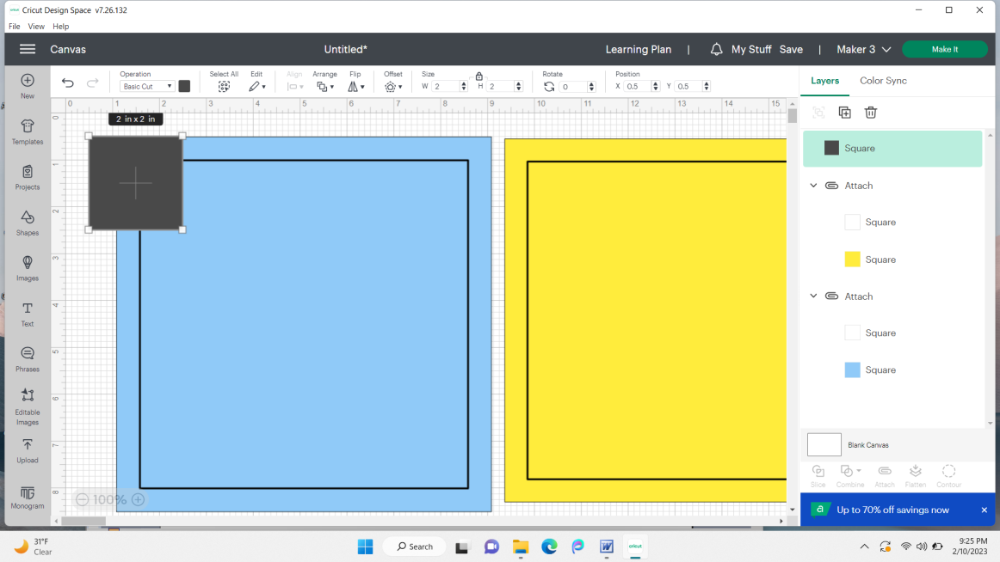 cricut Cricut Design Space v7.26.132
File View Help
Canvas Untitled* Learning Plan | My Stuff Save | Maker 3 Make It
Operation Select All Edit Align Arrange Flip Offset Size Rotate Position
Basic Cut W 2 H 2 0 X 0.5 Y 0.5
Layers Color Sync
0 1 2 3 4 5 6 7 8 9 10 11 12 13 14 15
0
1
2
3
4
5
6
7
8
2 in x 2 in
New
Templates
Projects
Shapes
Images
Text
Phrases
Editable
Images
Upload
Monogram
100%
Square
Attach
Square
Square
Attach
Square
Square
Blank Canvas
Slice Combine Attach Flatten Contour
a Up to 70% off savings now
31°F
Clear
Search
W
cricut
9:25 PM
2/10/2023